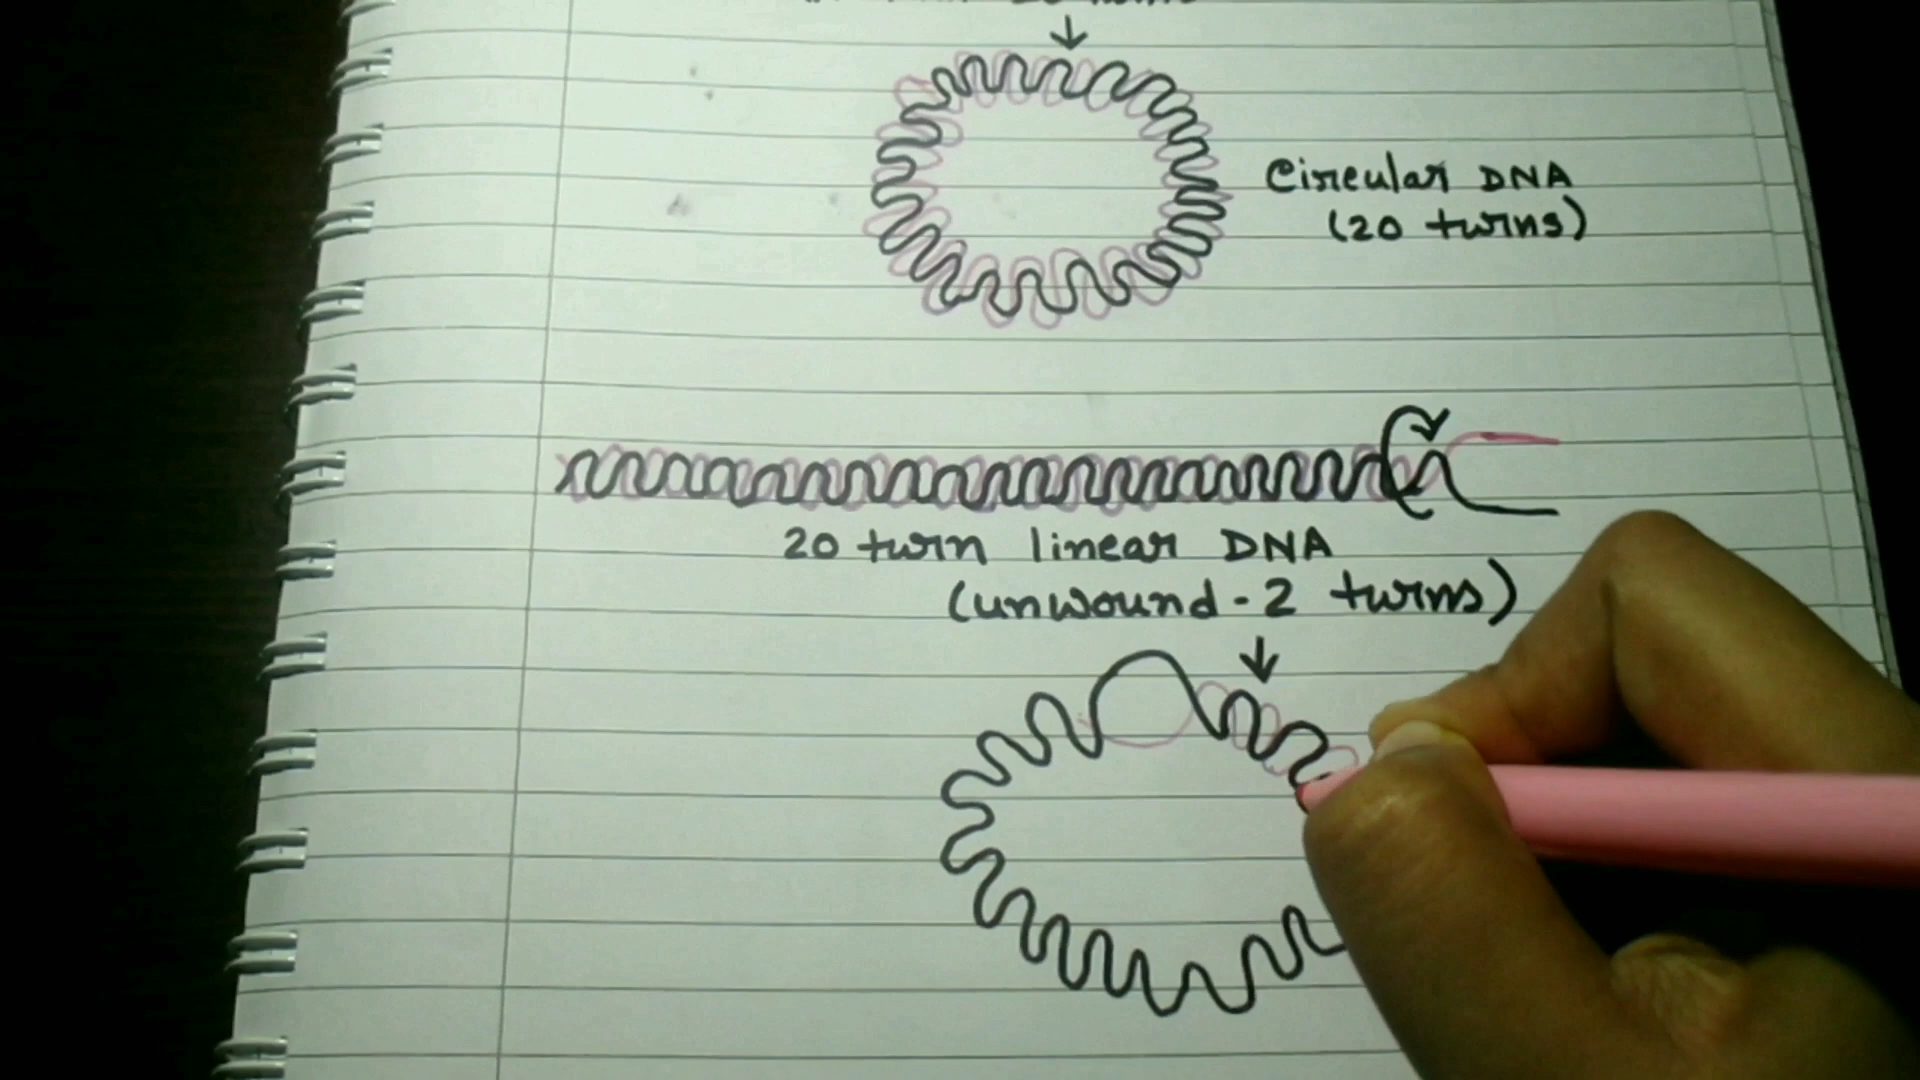 Circular DNA
(20 turns)
20 turn linear DNA
(unwound - 2 turns)